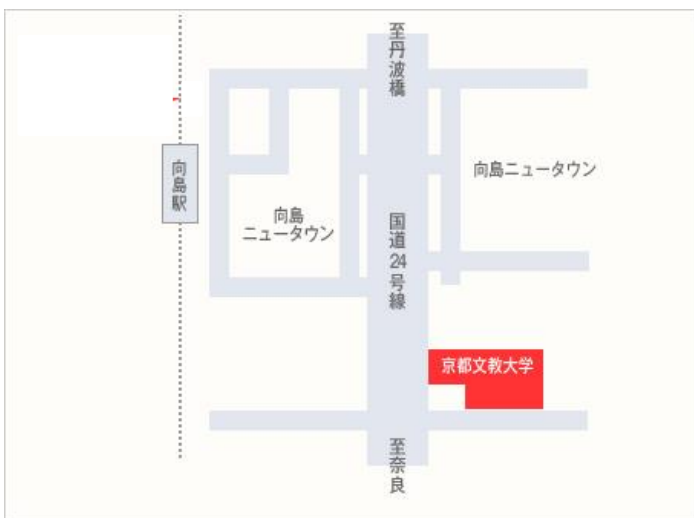 至丹波橋
向島駅
向島ニュータウン
向島
ニュータウン
国道24号線
京都文教大学
至奈良